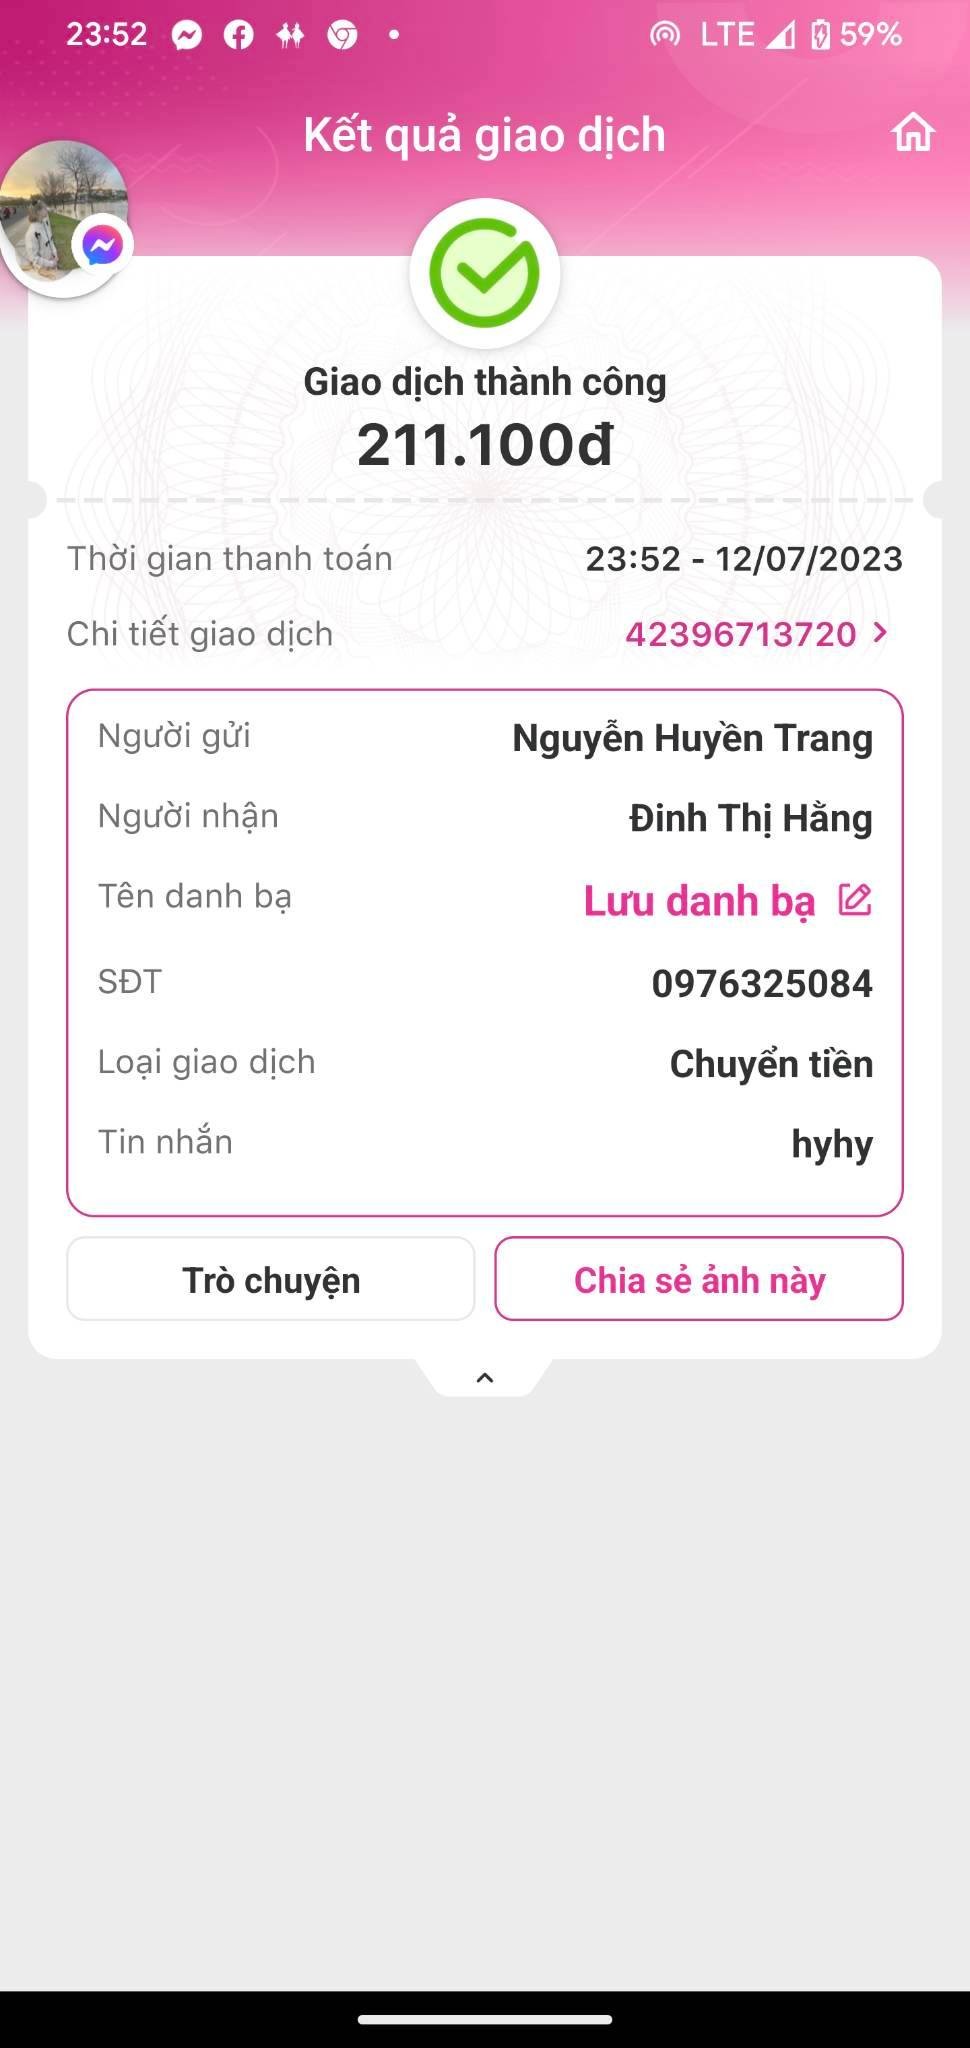 23:52 LTE 59%
Kết quả giao dịch
Giao dịch thành công
211.100đ
Thời gian thanh toán 23:52 - 12/07/2023
Chi tiết giao dịch 42396713720
Người gửi Nguyễn Huyền Trang
Người nhận Đinh Thị Hằng
Tên danh bạ Lưu danh bạ
SĐT 0976325084
Loại giao dịch Chuyển tiền
Tin nhắn hyhy
Trò chuyện Chia sẻ ảnh này